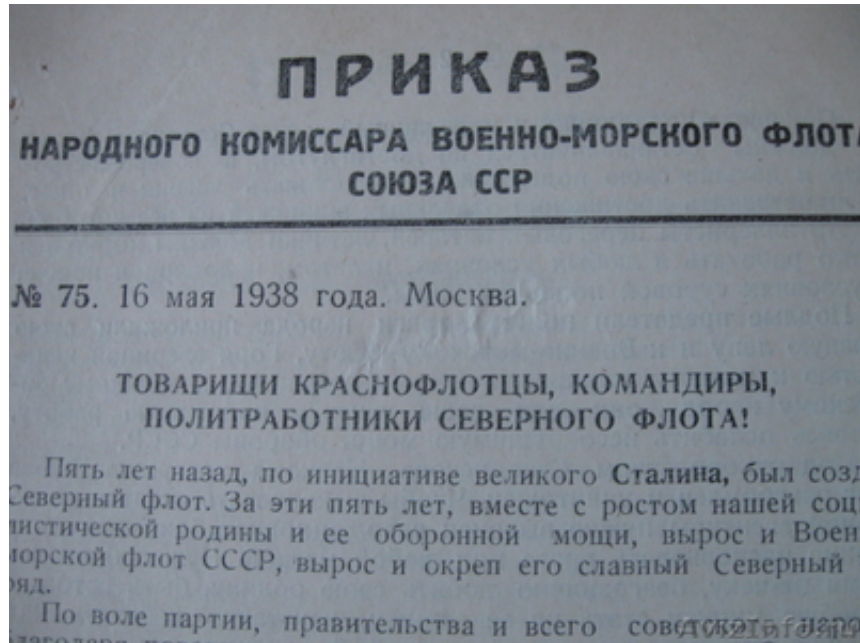 ПРИКАЗ
НАРОДНОГО КОМИССАРА ВОЕННО-МОРСКОГО ФЛОТА
СОЮЗА ССР
№ 75. 16 мая 1938 года. Москва.
ТОВАРИЩИ КРАСНОФЛОТЦЫ, КОМАНДИРЫ,
ПОЛИТРАБОТНИКИ СЕВЕРНОГО ФЛОТА!
Пять лет назад, по инициативе великого Сталина, был созд
Северный флот. За эти пять лет, вместе с ростом нашей соц
листической родины и ее оборонной мощи, вырос и Воен
морской флот СССР, вырос и окреп его славный Северный
ряд.
По воле партии, правительства и всего советского наро